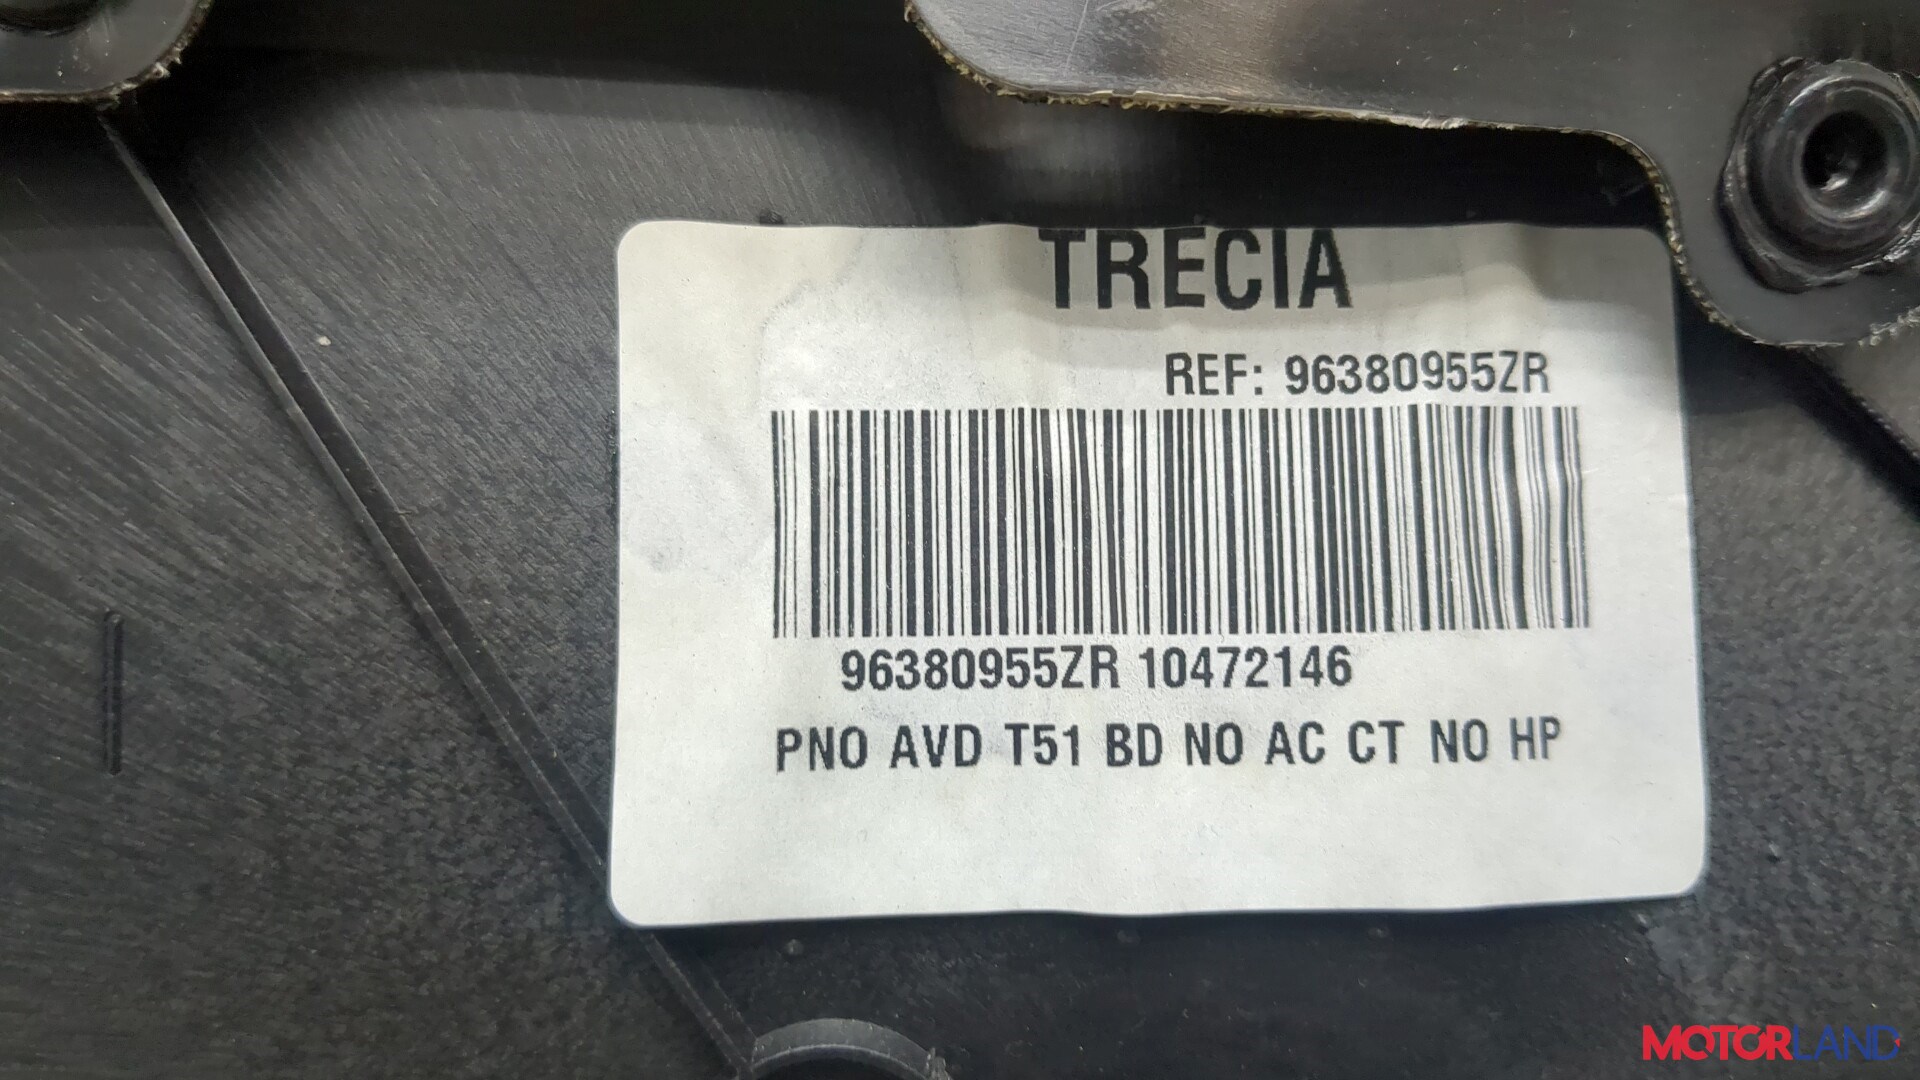 TRECIA
REF: 96380955ZR
96380955ZR 10472146
PNO AVD T51 BD NO AC CT NO HP
MOTORLAND